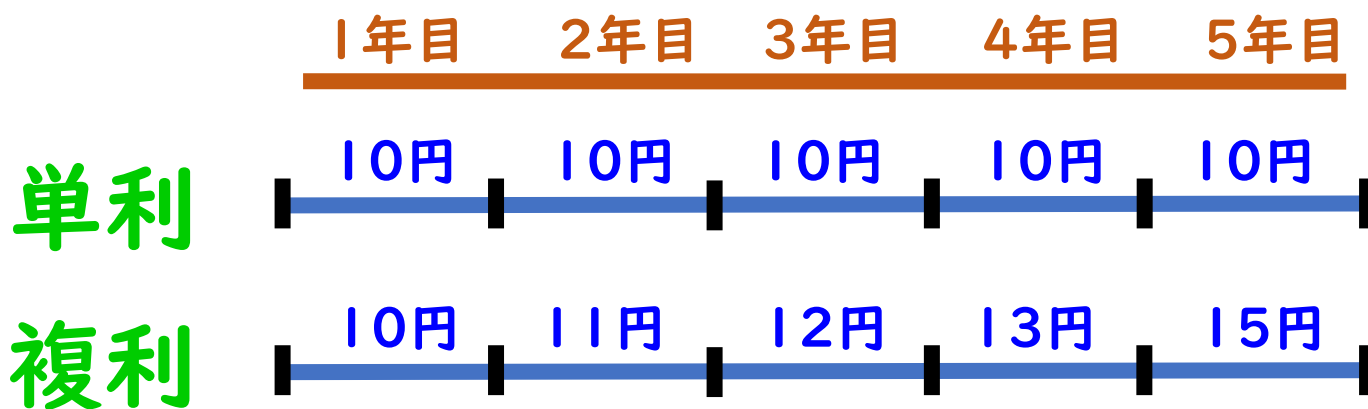 1年目 2年目 3年目 4年目 5年目
単利 10円 10円 10円 10円 10円
複利 10円 11円 12円 13円 15円